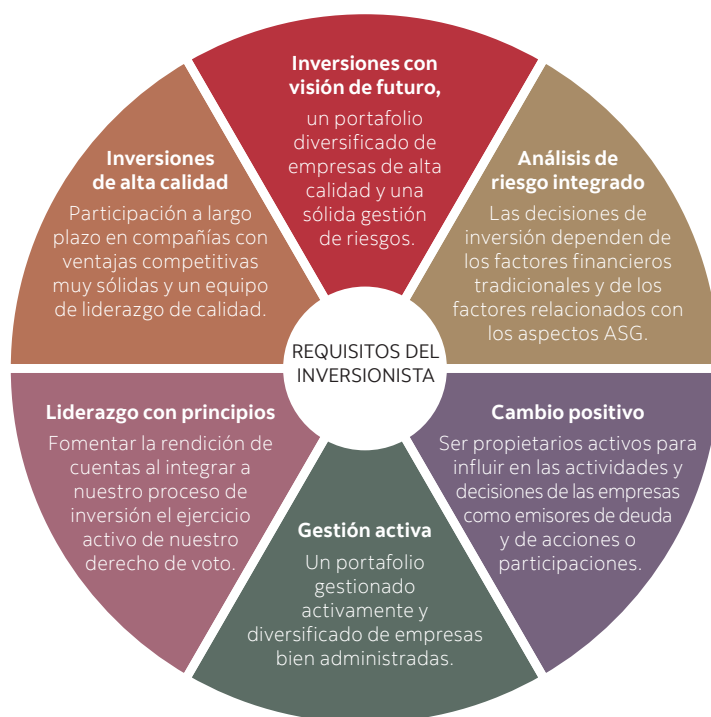 Inversiones con
visión de futuro,
un portafolio
diversificado de
empresas de alta
calidad y una
sólida gestión
de riesgos.
Análisis de
riesgo integrado
Las decisiones de
inversión dependen de
los factores financieros
tradicionales y de los
factores relacionados con
los aspectos ASG.
Cambio positivo
Ser propietarios activos para
influir en las actividades y
decisiones de las empresas
como emisores de deuda
y de acciones o
participaciones.
Gestión activa
Un portafolio
gestionado
activamente y
diversificado de empresas
bien administradas.
Liderazgo con principios
Fomentar la rendición de
cuentas al integrar a
nuestro proceso de
inversión el ejercicio
activo de nuestro
derecho de voto.
Inversiones
de alta calidad
Participación a largo
plazo en compañías con
ventajas competitivas
muy sólidas y un equipo
de liderazgo de calidad.
REQUISITOS DEL
INVERSIONISTA